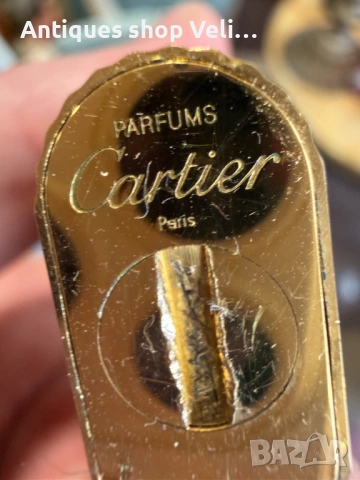 Antiques shop Veli...
PARFUMS
Cartier
Paris
BAZAR